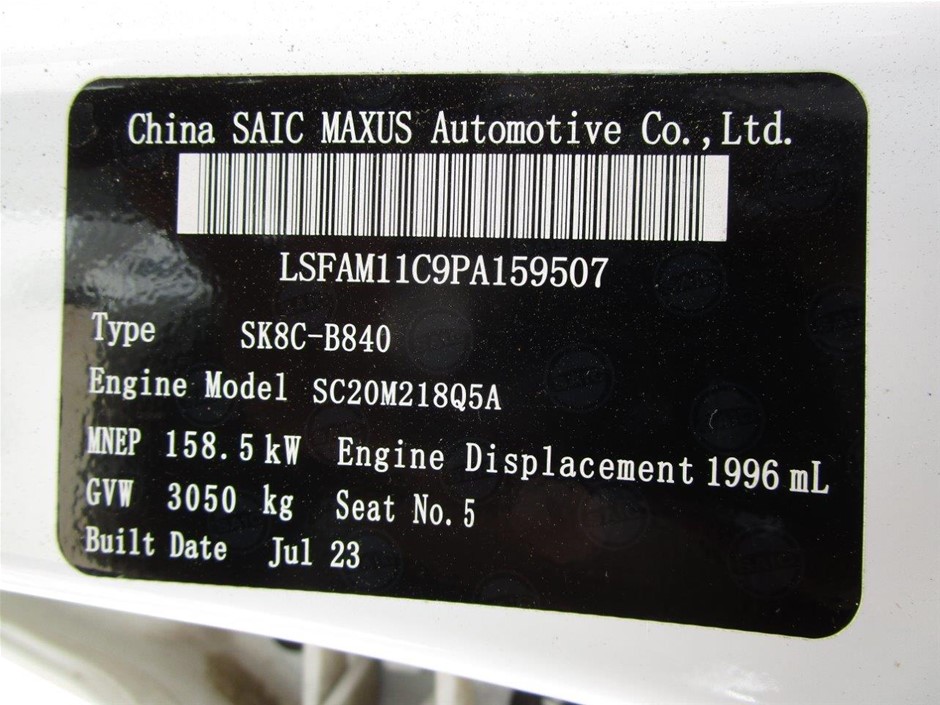 China SAIC MAXUS Automotive Co.,Ltd.
LSFAM11C9PA159507
Type SK8C-B840
Engine Model SC20M218Q5A
MNEP 158.5 kW Engine Displacement 1996 mL
GVW 3050 kg Seat No. 5
Built Date Jul 23